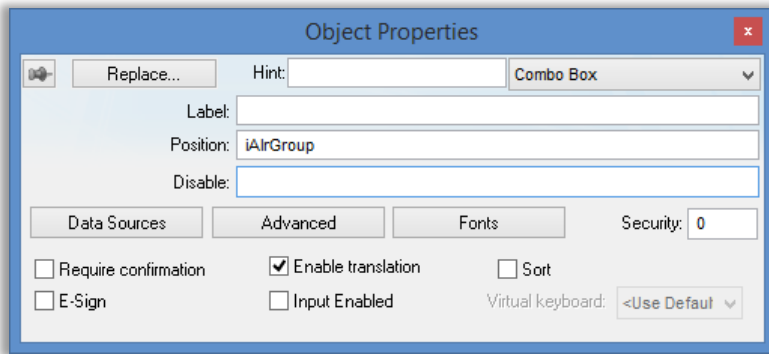 Object Properties
x
Replace... Hint: Combo Box
Label:
Position: iAlrGroup
Disable:
Data Sources Advanced Fonts Security: 0
Require confirmation Enable translation Sort
E-Sign Input Enabled Virtual keyboard: <Use Default